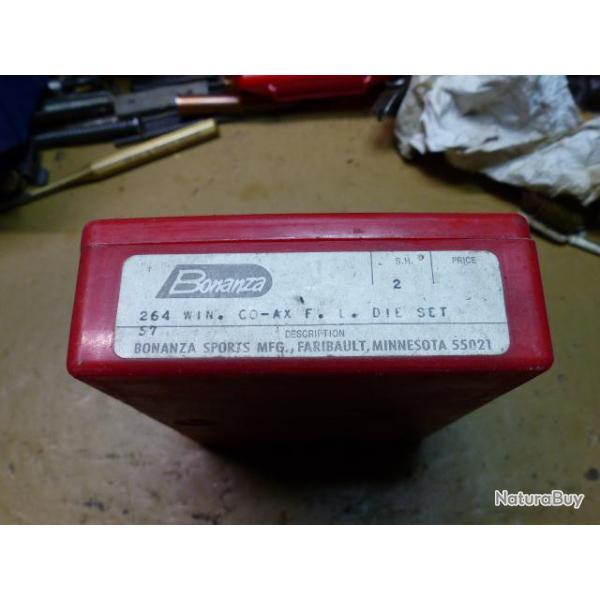 Bonanza
S.H.
PRICE
2
264 WIN. CO-AX F. L. DIE SET
57
DESCRIPTION
BONANZA SPORTS MFG., FARIBAULT, MINNESOTA 55021
NaturaBuy